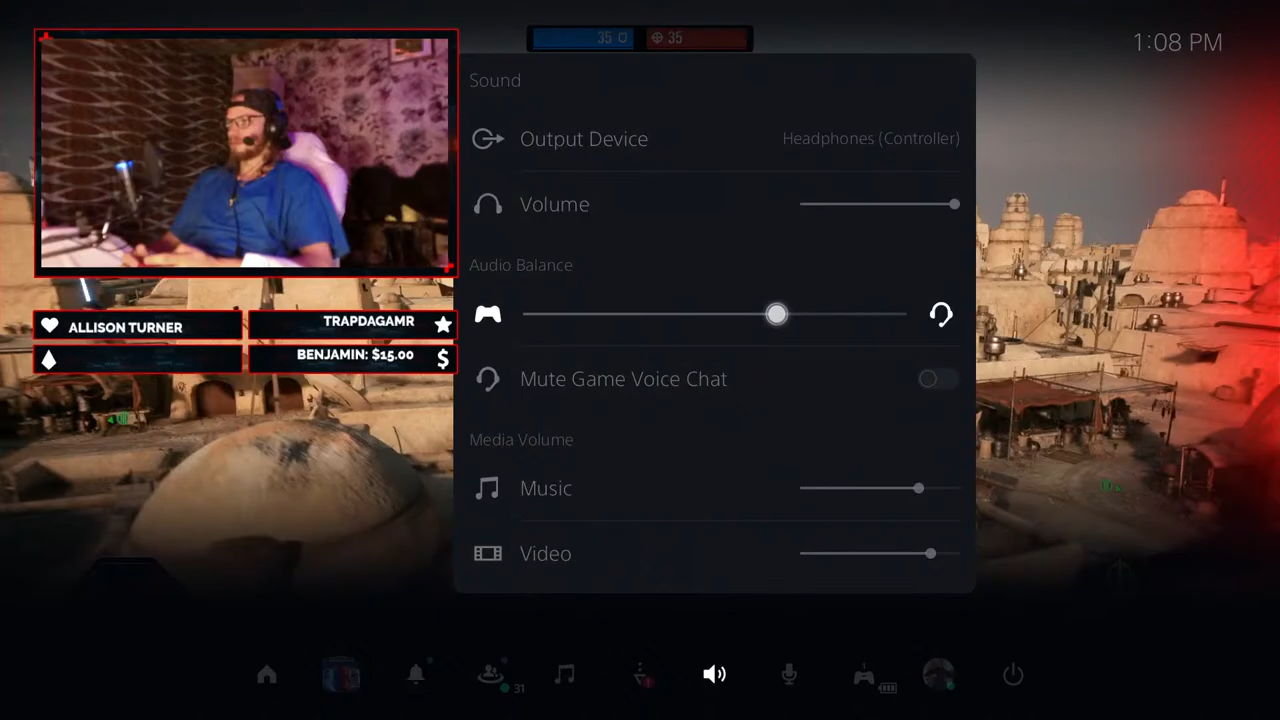 35 35
1:08 PM
Sound
Output Device Headphones (Controller)
Volume
Audio Balance
ALLISON TURNER
TRAPDAGAMR
BENJAMIN: $15.00 $
Mute Game Voice Chat
Media Volume
Music
Video
31
1